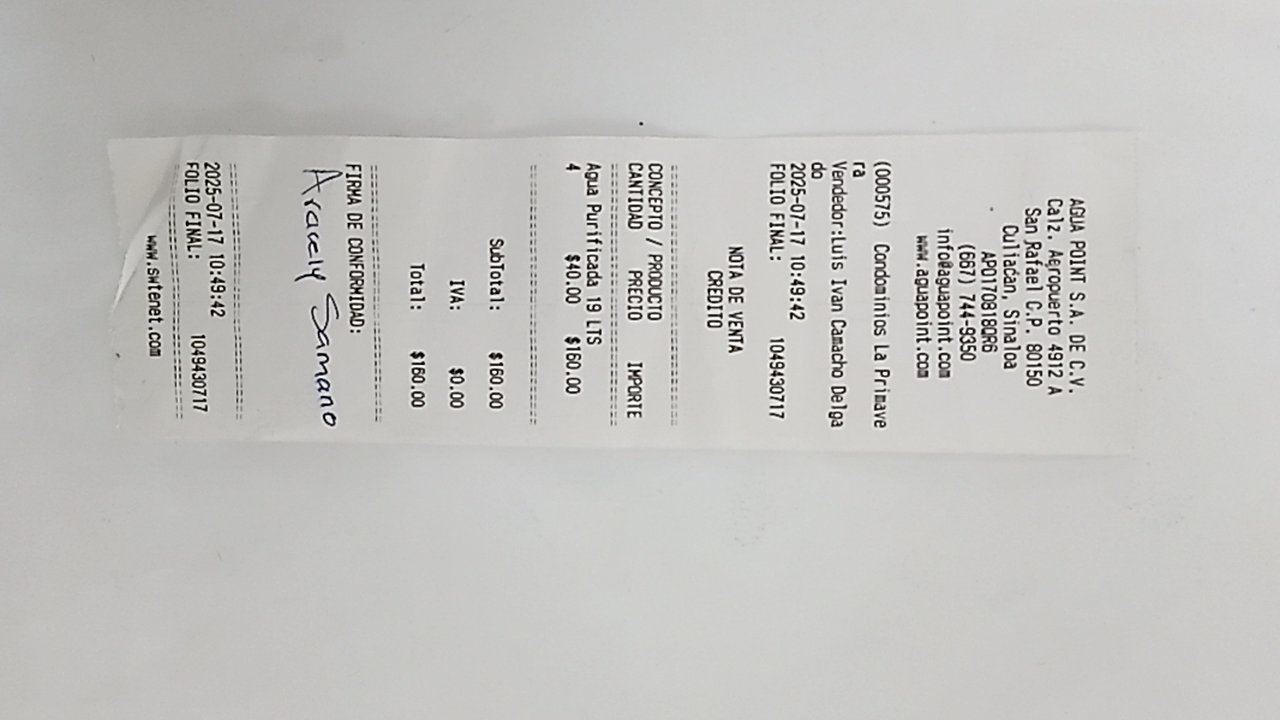 AGUA POINT S.A. DE C.V.
Calz. Aeropuerto 4912 A
San Rafael C.P. 80150
Culiacan, Sinaloa
APO170818QR6
(667) 744-9350
info@aguapoint.com
www.aguapoint.com
(000575) Condominios La Primave
ra
Vendedor:Luis Ivan Camacho Delga
do
2025-07-17 10:49:42
FOLIO FINAL: 1049430717
NOTA DE VENTA
CREDITO
CONCEPTO / PRODUCTO
CANTIDAD PRECIO IMPORTE
Agua Purificada 19 LTS
4 $40.00 $160.00
SubTotal: $160.00
IVA: $0.00
Total: $160.00
FIRMA DE CONFORMIDAD:
Aracely Samano
2025-07-17 10:49:42
FOLIO FINAL: 1049430717
www.swtenet.com